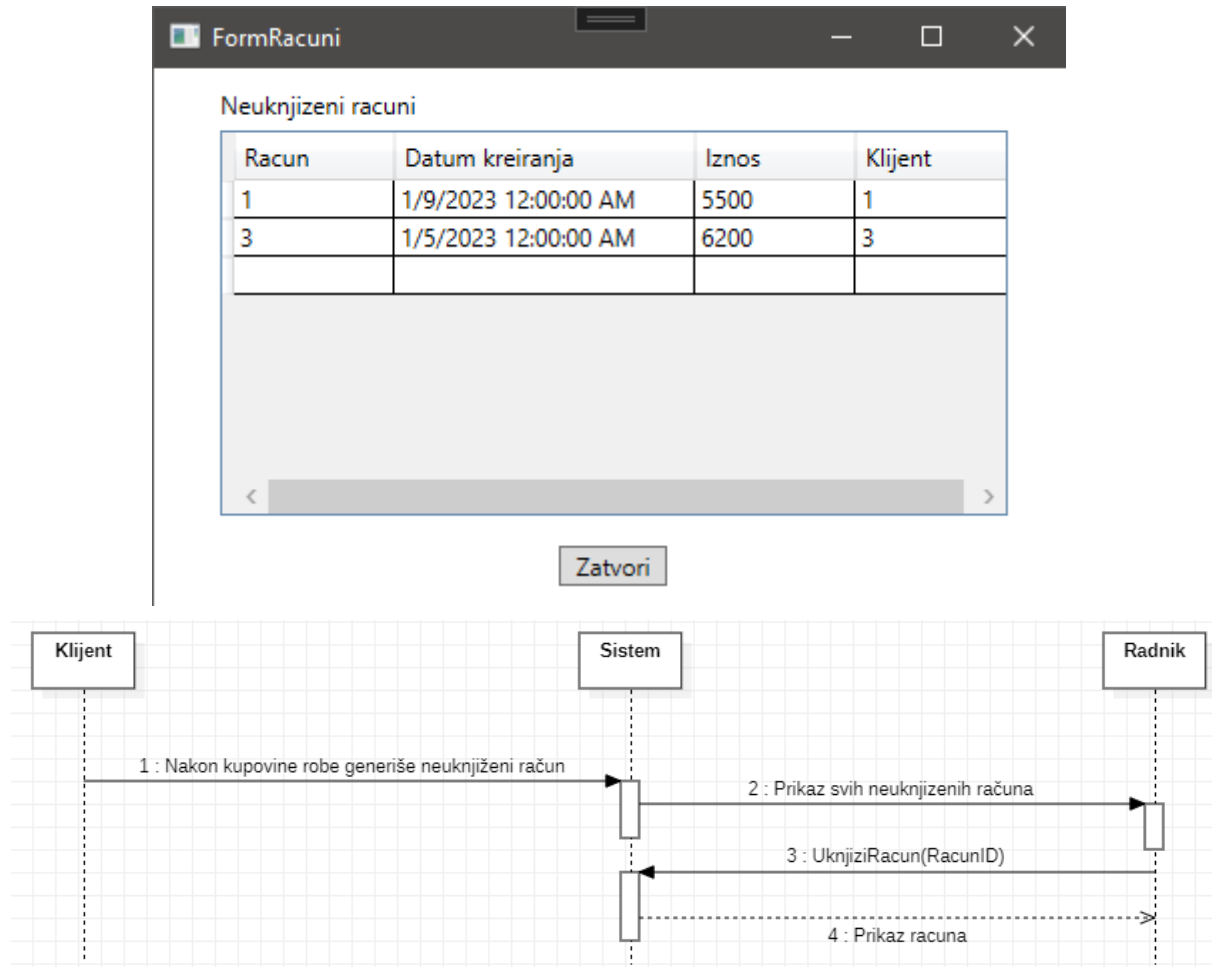 FormRacuni
Neuknjizeni racuni
Racun Datum kreiranja Iznos Klijent
1 1/9/2023 12:00:00 AM 5500 1
3 1/5/2023 12:00:00 AM 6200 3
Zatvori
Klijent Sistem Radnik
1 : Nakon kupovine robe generiše neuknjiženi račun
2 : Prikaz svih neuknjizenih računa
3 : UknjiziRacun(RacunID)
4 : Prikaz racuna